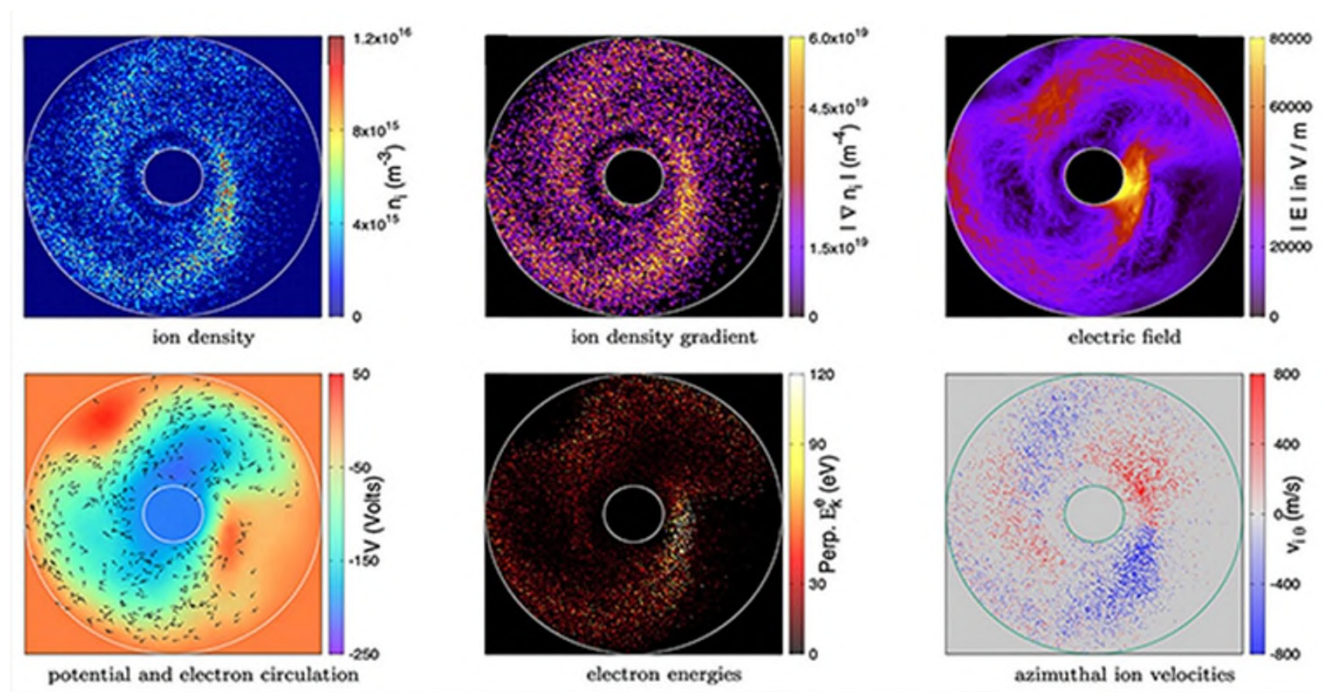 1.2x10^16
8x10^15
4x10^15
0
n_i (m^-3)
ion density
6.0x10^19
4.5x10^19
1.5x10^19
0
| ∇ n_i | (m^-4)
ion density gradient
80000
60000
20000
0
| E | in V / m
electric field
50
-50
-150
-250
V (Volts)
potential and electron circulation
120
90
30
0
Perp. E_k^e (eV)
electron energies
800
400
0
-400
-800
v_iθ (m/s)
azimuthal ion velocities